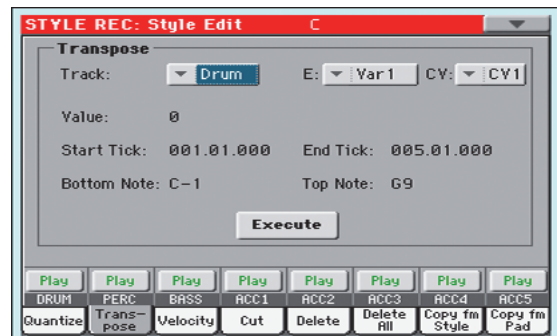 STYLE REC: Style Edit C
Transpose
Track: Drum E: Var1 CV: CV1
Value: 0
Start Tick: 001.01.000 End Tick: 005.01.000
Bottom Note: C-1 Top Note: G9
Execute
Play Play Play Play Play Play Play Play
DRUM PERC BASS ACC1 ACC2 ACC3 ACC4 ACC5
Quantize Trans-pose Velocity Cut Delete Delete All Copy fm Style Copy fm Pad